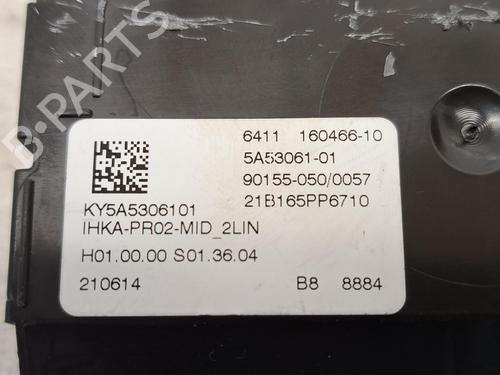 B-PARTS
6411 160466-10
5A53061-01
90155-050/0057
KY5A5306101 21B165PP6710
IHKA-PR02-MID_2LIN
H01.00.00 S01.36.04
210614 B8 8884